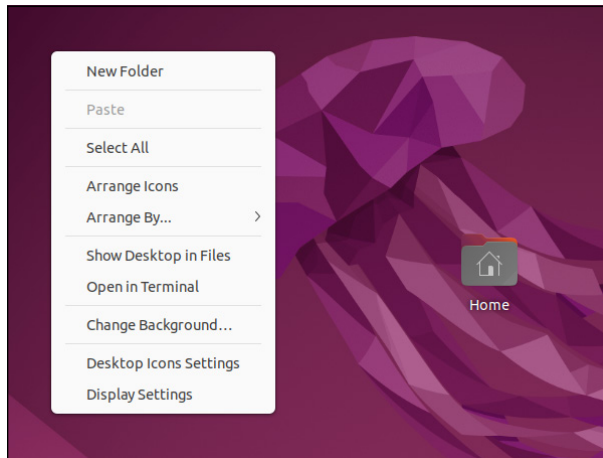 New Folder
Paste
Select All
Arrange Icons
Arrange By...
Show Desktop in Files
Open in Terminal
Change Background...
Desktop Icons Settings
Display Settings
Home